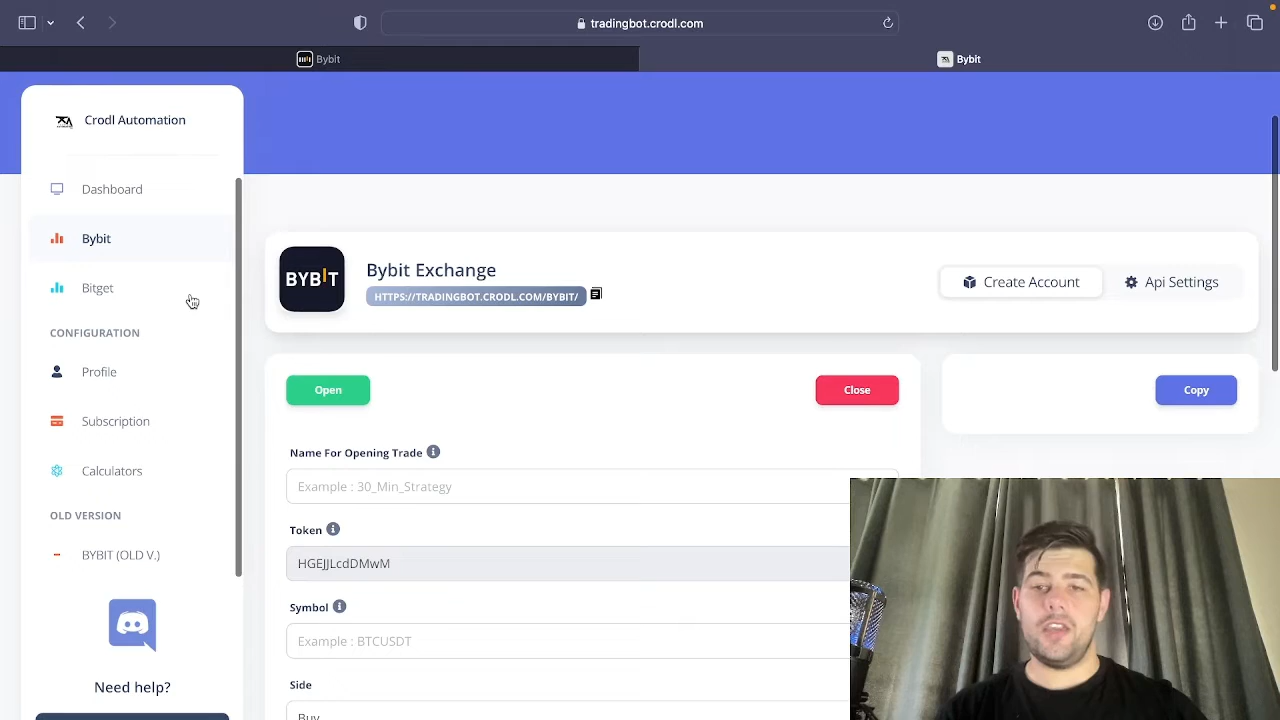 tradingbot.crodl.com
Bybit
Bybit
Crodl Automation
Dashboard
Bybit
Bitget
CONFIGURATION
Profile
Subscription
Calculators
OLD VERSION
BYBIT (OLD V.)
Need help?
BYBIT
Bybit Exchange
HTTPS://TRADINGBOT.CRODL.COM/BYBIT/
Create Account
Api Settings
Open
Close
Copy
Name For Opening Trade
Example : 30_Min_Strategy
Token
HGEJJLcdDMwM
Symbol
Example : BTCUSDT
Side
Buy